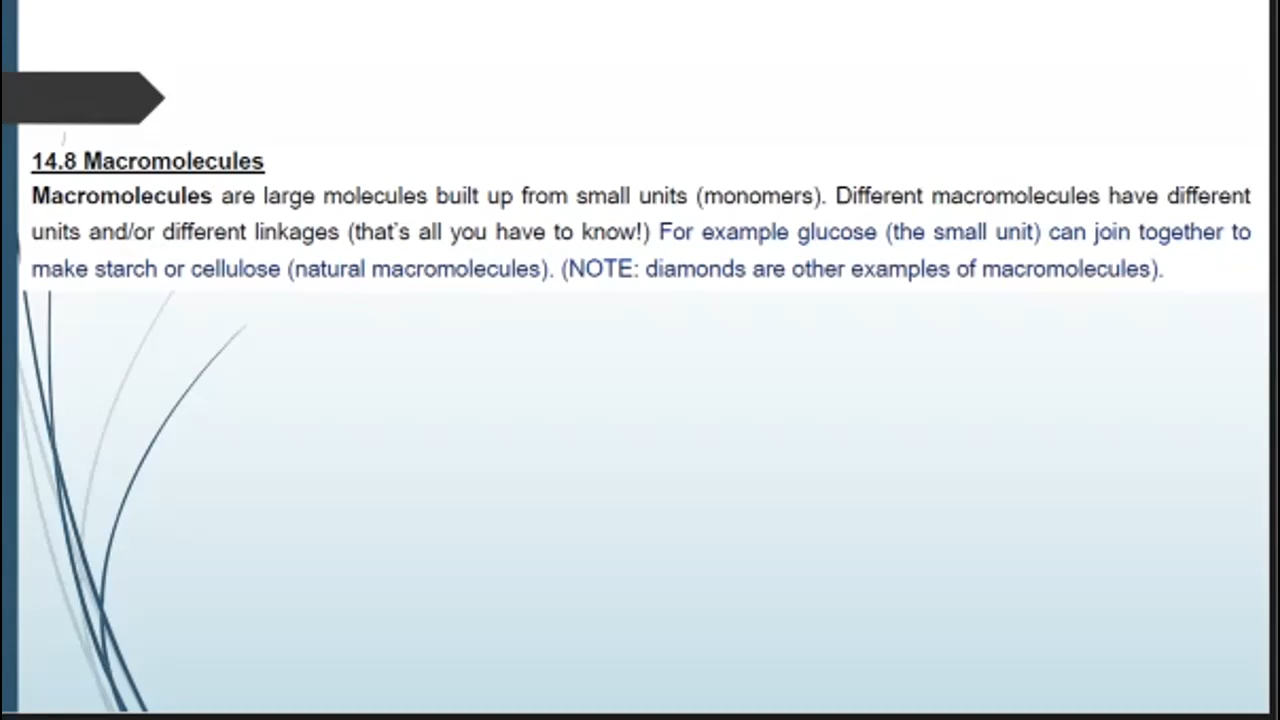 14.8 Macromolecules
Macromolecules are large molecules built up from small units (monomers). Different macromolecules have different
units and/or different linkages (that's all you have to know!) For example glucose (the small unit) can join together to
make starch or cellulose (natural macromolecules). (NOTE: diamonds are other examples of macromolecules).